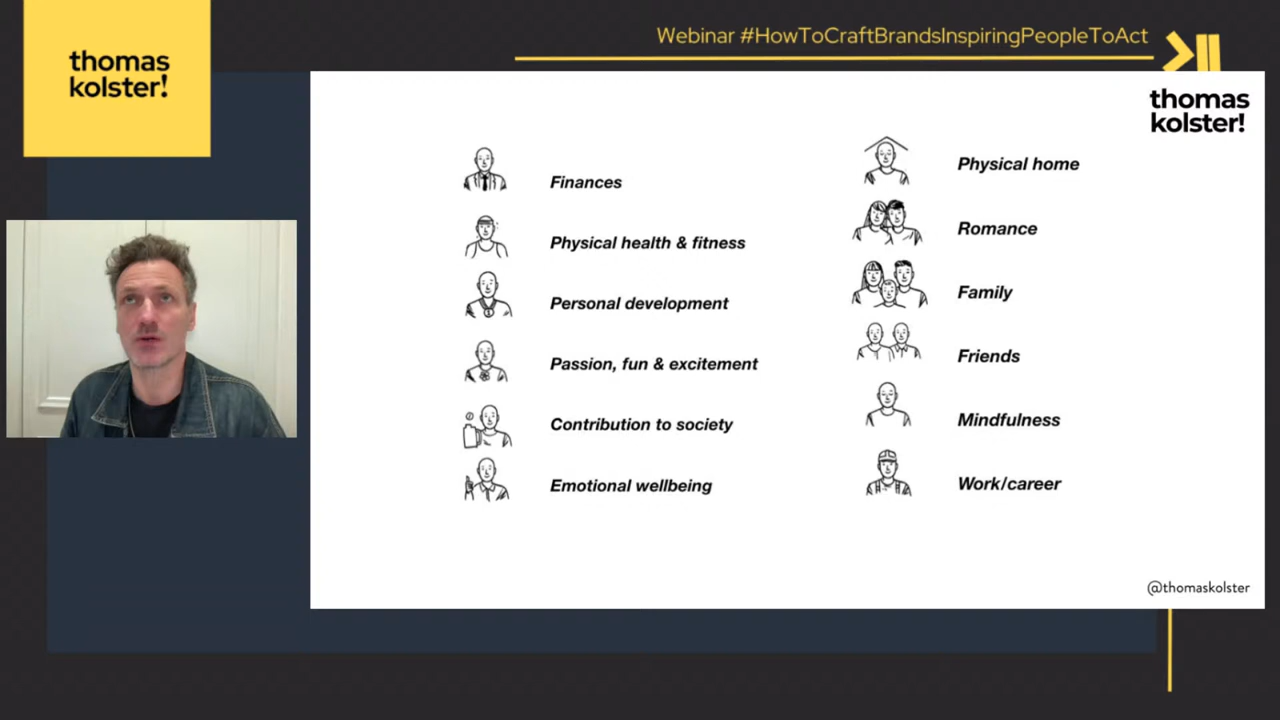 thomas
kolster!
Webinar #HowToCraftBrandsInspiringPeopleToAct
thomas
kolster!
Finances
Physical health & fitness
Personal development
Passion, fun & excitement
Contribution to society
Emotional wellbeing
Physical home
Romance
Family
Friends
Mindfulness
Work/career
@thomaskolster